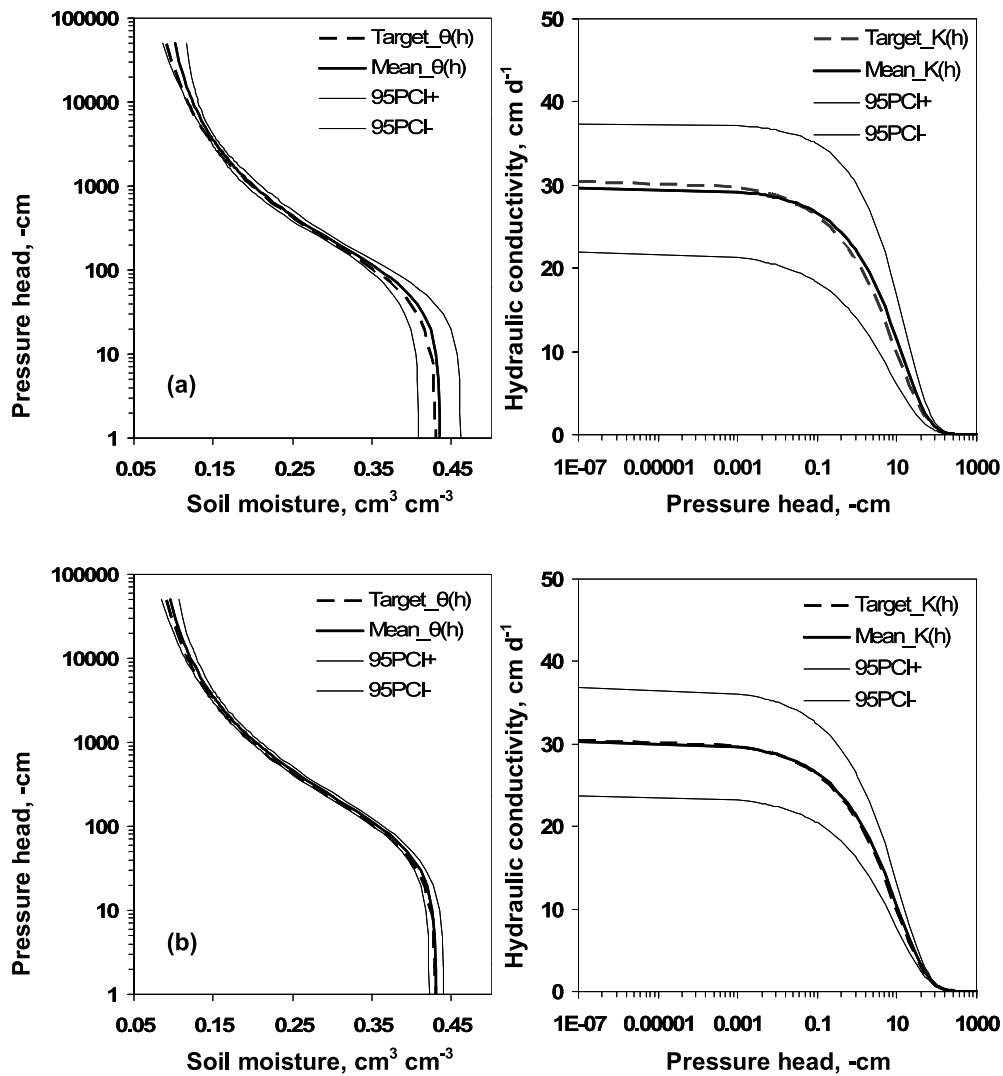 100000
10000
1000
100
10
1
Pressure head, -cm
Target_θ(h)
Mean_θ(h)
95PCI+
95PCI-
(a)
0.05 0.15 0.25 0.35 0.45
Soil moisture, cm³ cm⁻³
50
40
30
20
10
0
Hydraulic conductivity, cm d⁻¹
Target_K(h)
Mean_K(h)
95PCI+
95PCI-
1E-07 0.00001 0.001 0.1 10 1000
Pressure head, -cm
100000
10000
1000
100
10
1
Pressure head, -cm
Target_θ(h)
Mean_θ(h)
95PCI+
95PCI-
(b)
0.05 0.15 0.25 0.35 0.45
Soil moisture, cm³ cm⁻³
50
40
30
20
10
0
Hydraulic conductivity, cm d⁻¹
Target_K(h)
Mean_K(h)
95PCI+
95PCI-
1E-07 0.00001 0.001 0.1 10 1000
Pressure head, -cm